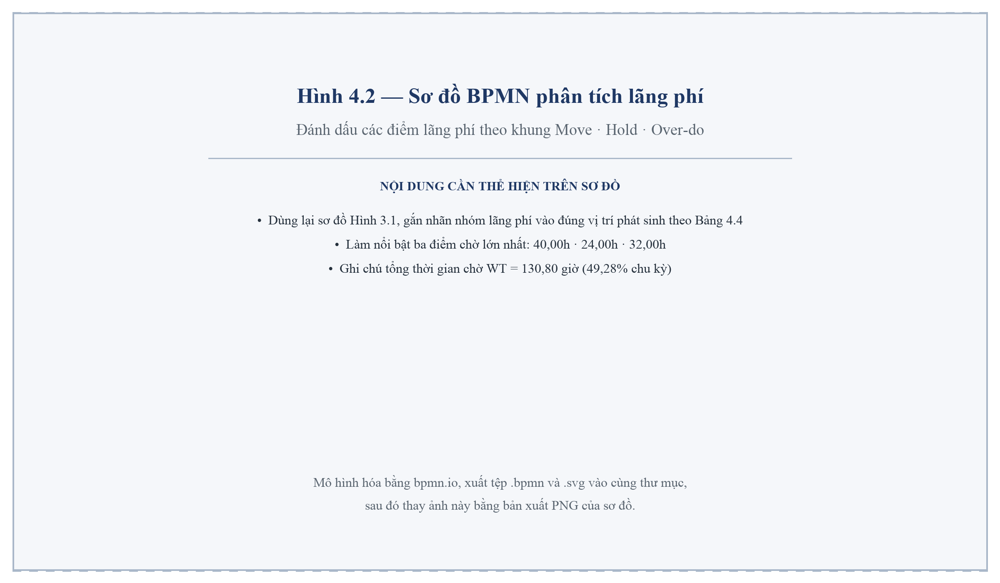 Hình 4.2 — Sơ đồ BPMN phân tích lãng phí
Đánh dấu các điểm lãng phí theo khung Move · Hold · Over-do
NỘI DUNG CẦN THỂ HIỆN TRÊN SƠ ĐỒ
• Dùng lại sơ đồ Hình 3.1, gắn nhãn nhóm lãng phí vào đúng vị trí phát sinh theo Bảng 4.4
• Làm nổi bật ba điểm chờ lớn nhất: 40,00h · 24,00h · 32,00h
• Ghi chú tổng thời gian chờ WT = 130,80 giờ (49,28% chu kỳ)
Mô hình hóa bằng bpmn.io, xuất tệp .bpmn và .svg vào cùng thư mục,
sau đó thay ảnh này bằng bản xuất PNG của sơ đồ.